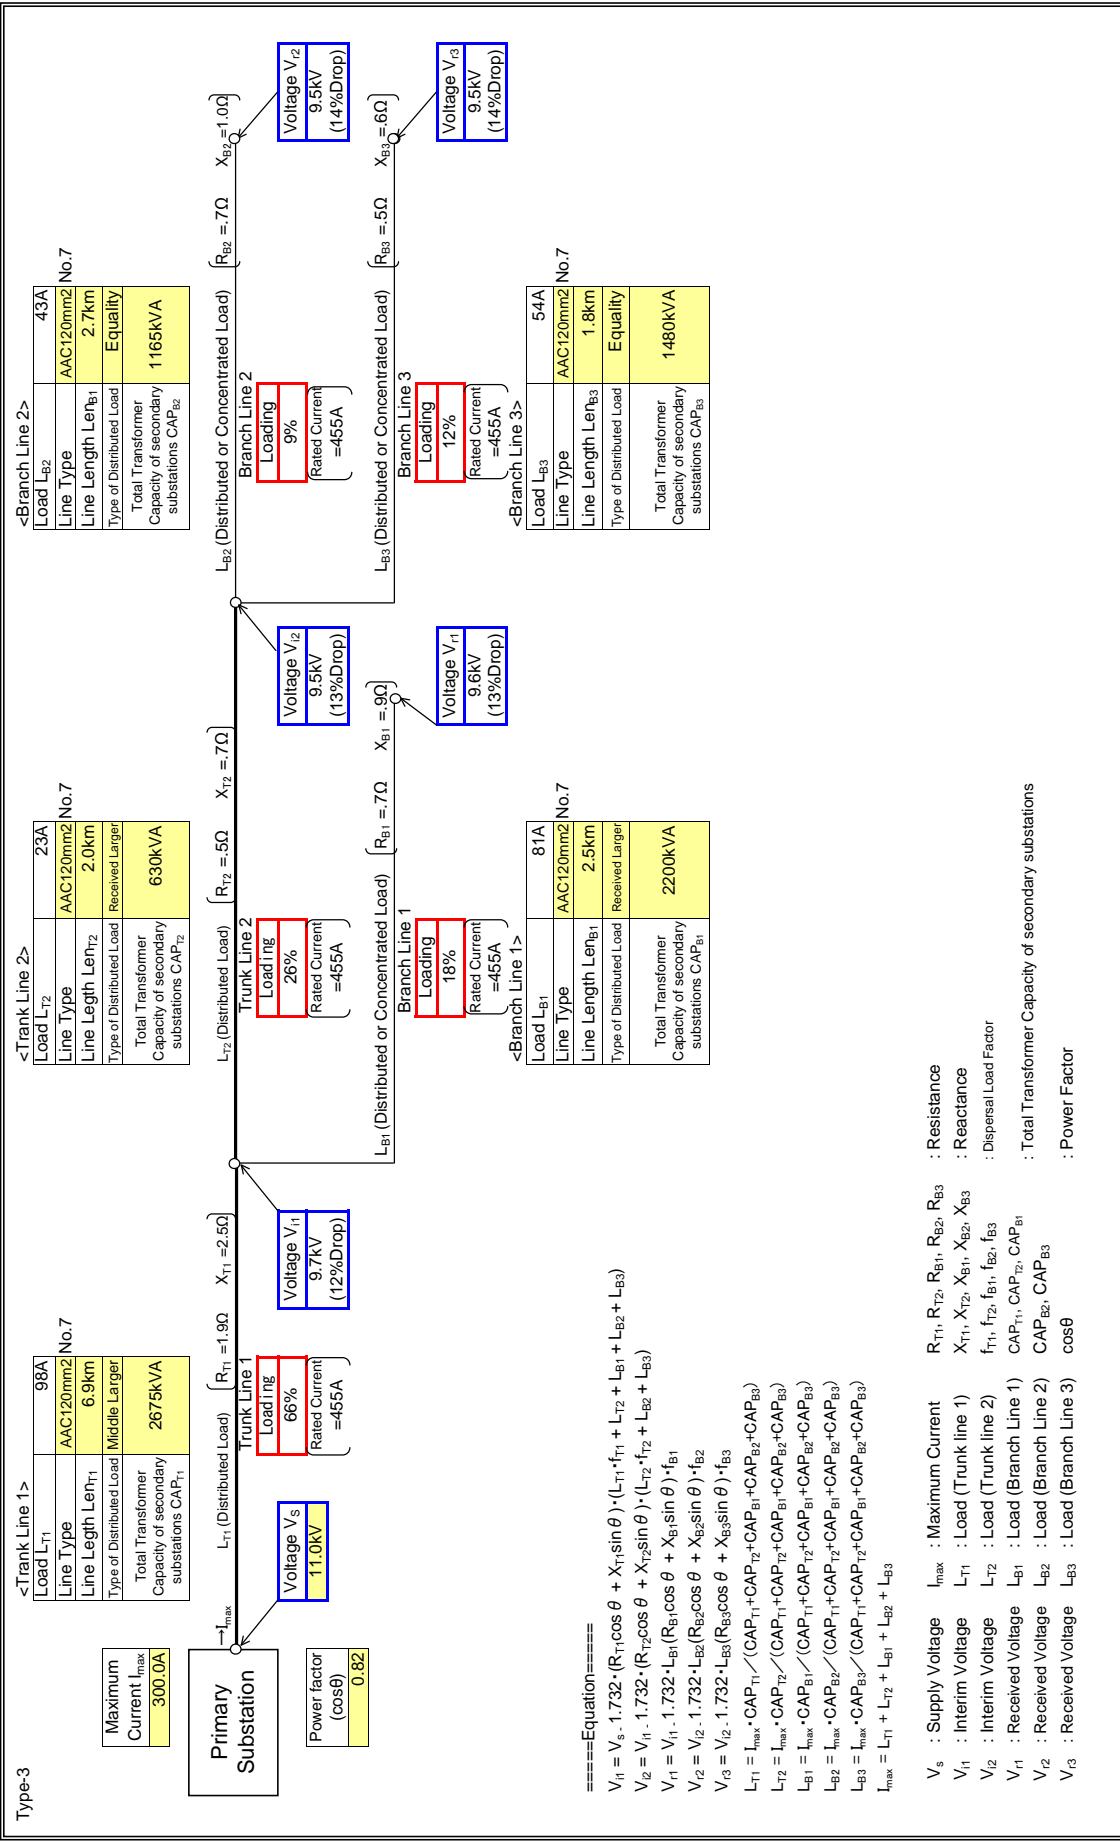 Type-3
Maximum
Current Imax
300.0A
Primary
Substation
Power factor
(cosθ)
0.82
→Imax
Voltage Vs
11.0kV
<Trank Line 1>
Load LT1 98A
Line Type AAC120mm2 No.7
Line Legth LenT1 6.9km
Type of Distributed Load Middle Larger
Total Transformer
Capacity of secondary
substations CAPT1
2675kVA
LT1 (Distributed Load)
RT1 =1.9Ω XT1 =2.5Ω
Trunk Line 1
Loading
66%
Rated Current
=455A
Voltage Vi1
9.7kV
(12%Drop)
<Trank Line 2>
Load LT2 23A
Line Type AAC120mm2 No.7
Line Legth LenT2 2.0km
Type of Distributed Load Received Larger
Total Transformer
Capacity of secondary
substations CAPT2
630kVA
LT2 (Distributed Load)
RT2 =.5Ω XT2 =.7Ω
Trunk Line 2
Loading
26%
Rated Current
=455A
Voltage Vi2
9.5kV
(13%Drop)
LB1 (Distributed or Concentrated Load)
RB1 =.7Ω XB1 =.9Ω
Branch Line 1
Loading
18%
Rated Current
=455A
Voltage Vr1
9.6kV
(13%Drop)
<Branch Line 1>
Load LB1 81A
Line Type AAC120mm2 No.7
Line Length LenB1 2.5km
Type of Distributed Load Received Larger
Total Transformer
Capacity of secondary
substations CAPB1
2200kVA
<Branch Line 2>
Load LB2 43A
Line Type AAC120mm2 No.7
Line Length LenB1 2.7km
Type of Distributed Load Equality
Total Transformer
Capacity of secondary
substations CAPB2
1165kVA
LB2 (Distributed or Concentrated Load)
RB2 =.7Ω XB2 =1.0Ω
Branch Line 2
Loading
9%
Rated Current
=455A
Voltage Vr2
9.5kV
(14%Drop)
LB3 (Distributed or Concentrated Load)
RB3 =.5Ω XB3 =.6Ω
Branch Line 3
Loading
12%
Rated Current
=455A
Voltage Vr3
9.5kV
(14%Drop)
<Branch Line 3>
Load LB3 54A
Line Type AAC120mm2 No.7
Line Length LenB3 1.8km
Type of Distributed Load Equality
Total Transformer
Capacity of secondary
substations CAPB3
1480kVA
=====Equation=====
Vi1 = Vs - 1.732・(RT1cos θ + XT1sin θ)・(LT1・fT1 + LT2 + LB1 + LB2 + LB3)
Vi2 = Vi1 - 1.732・(RT2cos θ + XT2sin θ)・(LT2・fT2 + LB2 + LB3)
Vr1 = Vi1 - 1.732・LB1(RB1cos θ + XB1sin θ)・fB1
Vr2 = Vi2 - 1.732・LB2(RB2cos θ + XB2sin θ)・fB2
Vr3 = Vi2 - 1.732・LB3(RB3cos θ + XB3sin θ)・fB3
LT1 = Imax・CAPT1／(CAPT1+CAPT2+CAPB1+CAPB2+CAPB3)
LT2 = Imax・CAPT2／(CAPT1+CAPT2+CAPB1+CAPB2+CAPB3)
LB1 = Imax・CAPB1／(CAPT1+CAPT2+CAPB1+CAPB2+CAPB3)
LB2 = Imax・CAPB2／(CAPT1+CAPT2+CAPB1+CAPB2+CAPB3)
LB3 = Imax・CAPB3／(CAPT1+CAPT2+CAPB1+CAPB2+CAPB3)
Imax = LT1 + LT2 + LB1 + LB2 + LB3
Vs : Supply Voltage Imax : Maximum Current RT1, RT2, RB1, RB2, RB3 : Resistance
Vi1 : Interim Voltage LT1 : Load (Trunk line 1) XT1, XT2, XB1, XB2, XB3 : Reactance
Vi2 : Interim Voltage LT2 : Load (Trunk line 2) fT1, fT2, fB1, fB2, fB3 : Dispersal Load Factor
Vr1 : Received Voltage LB1 : Load (Branch Line 1) CAPT1, CAPT2, CAPB1
Vr2 : Received Voltage LB2 : Load (Branch Line 2) CAPB2, CAPB3 : Total Transformer Capacity of secondary substations
Vr3 : Received Voltage LB3 : Load (Branch Line 3) cosθ : Power Factor